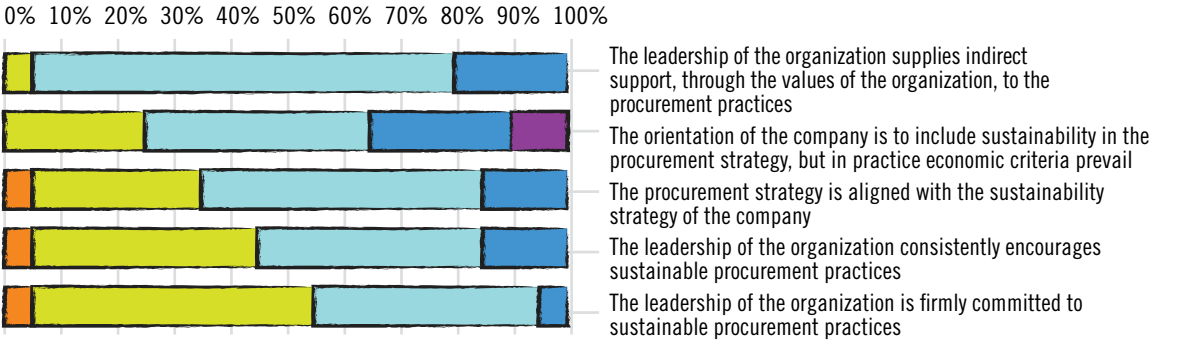 0% 10% 20% 30% 40% 50% 60% 70% 80% 90% 100%
The leadership of the organization supplies indirect
support, through the values of the organization, to the
procurement practices
The orientation of the company is to include sustainability in the
procurement strategy, but in practice economic criteria prevail
The procurement strategy is aligned with the sustainability
strategy of the company
The leadership of the organization consistently encourages
sustainable procurement practices
The leadership of the organization is firmly committed to
sustainable procurement practices